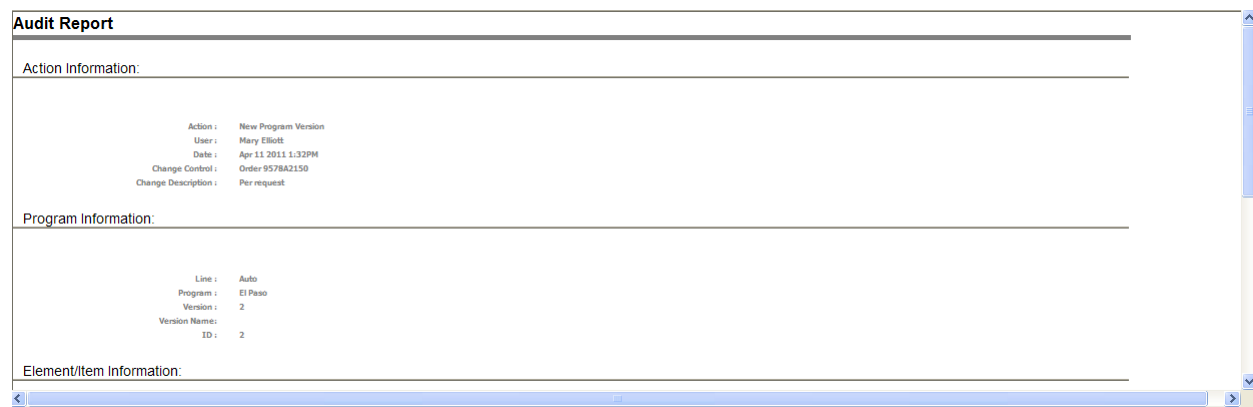 Audit Report
Action Information:
Action : New Program Version
User : Mary Elliott
Date : Apr 11 2011 1:32PM
Change Control : Order 9578A2150
Change Description : Per request
Program Information:
Line : Auto
Program : El Paso
Version : 2
Version Name:
ID : 2
Element/Item Information: